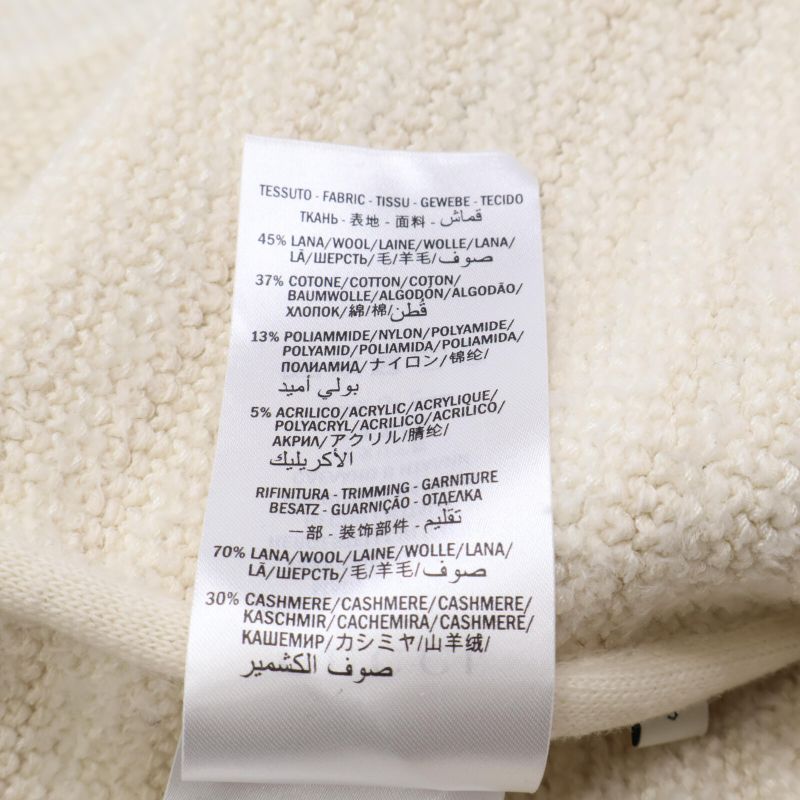 TESSUTO - FABRIC - TISSU - GEWEBE - TECIDO
ТКАНЬ - 表地 - 面料 - قماش
45% LANA/WOOL/LAINE/WOLLE/LANA/
LÃ/ШЕРСТЬ/毛/羊毛/صوف
37% COTONE/COTTON/COTON/
BAUMWOLLE/ALGODÓN/ALGODÃO/
ХЛОПОК/綿/棉/قُطن
13% POLIAMMIDE/NYLON/POLYAMIDE/
POLYAMID/POLIAMIDA/POLIAMIDA/
ПОЛИАМИД/ナイロン/锦纶/
بولي أميد
5% ACRILICO/ACRYLIC/ACRYLIQUE/
POLYACRYL/ACRILICO/ACRILICO/
АКРИЛ/アクリル/腈纶/
الأكريليك
RIFINITURA - TRIMMING - GARNITURE
BESATZ - GUARNIÇÃO - ОТДЕЛКА
一部 - 装饰部件 - تقليم
70% LANA/WOOL/LAINE/WOLLE/LANA/
LÃ/ШЕРСТЬ/毛/羊毛/صوف
30% CASHMERE/CASHMERE/CASHMERE/
KASCHMIR/CACHEMIRA/CASHMERE/
КАШЕМИР/カシミヤ/山羊绒/
صوف الكشمير